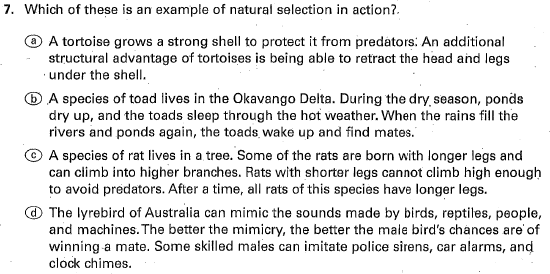 7. Which of these is an example of natural selection in action?
ⓐ A tortoise grows a strong shell to protect it from predators. An additional
structural advantage of tortoises is being able to retract the head and legs
under the shell.
ⓑ A species of toad lives in the Okavango Delta. During the dry season, ponds
dry up, and the toads sleep through the hot weather. When the rains fill the
rivers and ponds again, the toads wake up and find mates.
ⓒ A species of rat lives in a tree. Some of the rats are born with longer legs and
can climb into higher branches. Rats with shorter legs cannot climb high enough
to avoid predators. After a time, all rats of this species have longer legs.
ⓓ The lyrebird of Australia can mimic the sounds made by birds, reptiles, people,
and machines. The better the mimicry, the better the male bird's chances are of
winning a mate. Some skilled males can imitate police sirens, car alarms, and
clock chimes.